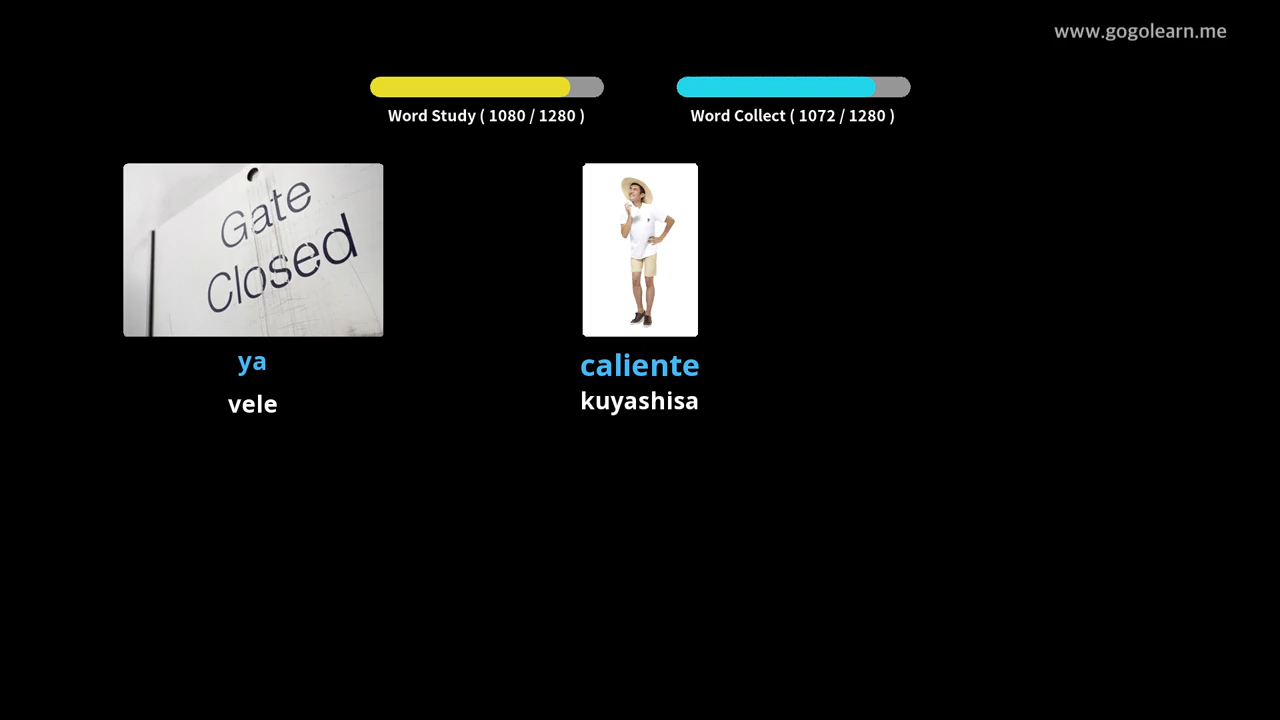 www.gogolearn.me
Word Study ( 1080 / 1280 )
Word Collect ( 1072 / 1280 )
Gate
Closed
ya
vele
caliente
kuyashisa